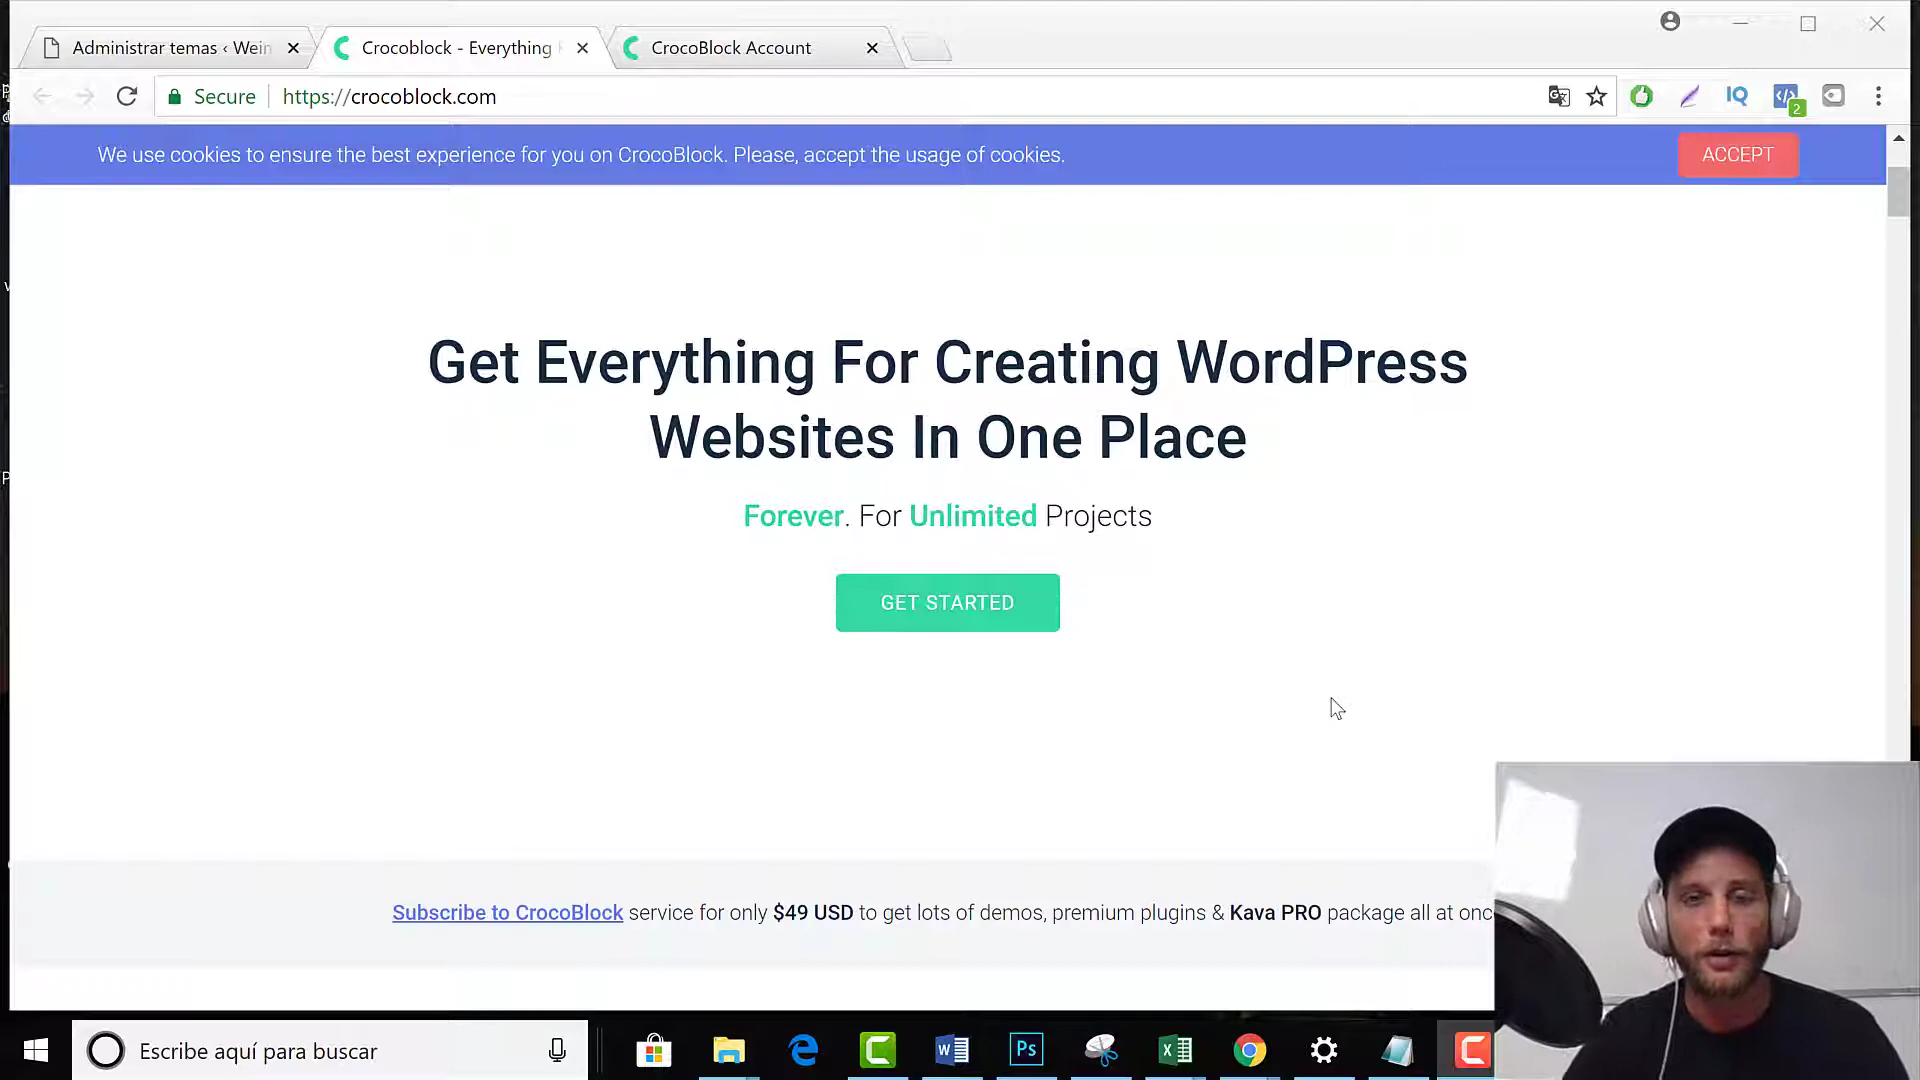 Administrar temas ‹ Wein
Crocoblock - Everything
CrocoBlock Account
Secure
https://crocoblock.com
IQ
2
We use cookies to ensure the best experience for you on CrocoBlock. Please, accept the usage of cookies.
ACCEPT
Get Everything For Creating WordPress
Websites In One Place
Forever. For Unlimited Projects
GET STARTED
Subscribe to CrocoBlock service for only $49 USD to get lots of demos, premium plugins & Kava PRO package all at onc
Escribe aquí para buscar
Ps